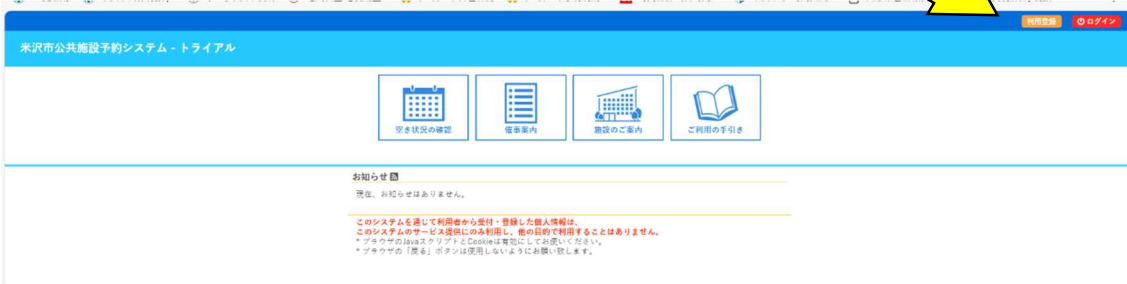 利用登録
ログイン
米沢市公共施設予約システム - トライアル
空き状況の確認
催事案内
施設のご案内
ご利用の手引き
お知らせ
現在、お知らせはありません。
このシステムを通じて利用者から受付・登録した個人情報は、
このシステムのサービス提供にのみ利用し、他の目的で利用することはありません。
* ブラウザのJavaスクリプトとCookieは有効にしてお使いください。
* ブラウザの「戻る」ボタンは使用しないようにお願い致します。